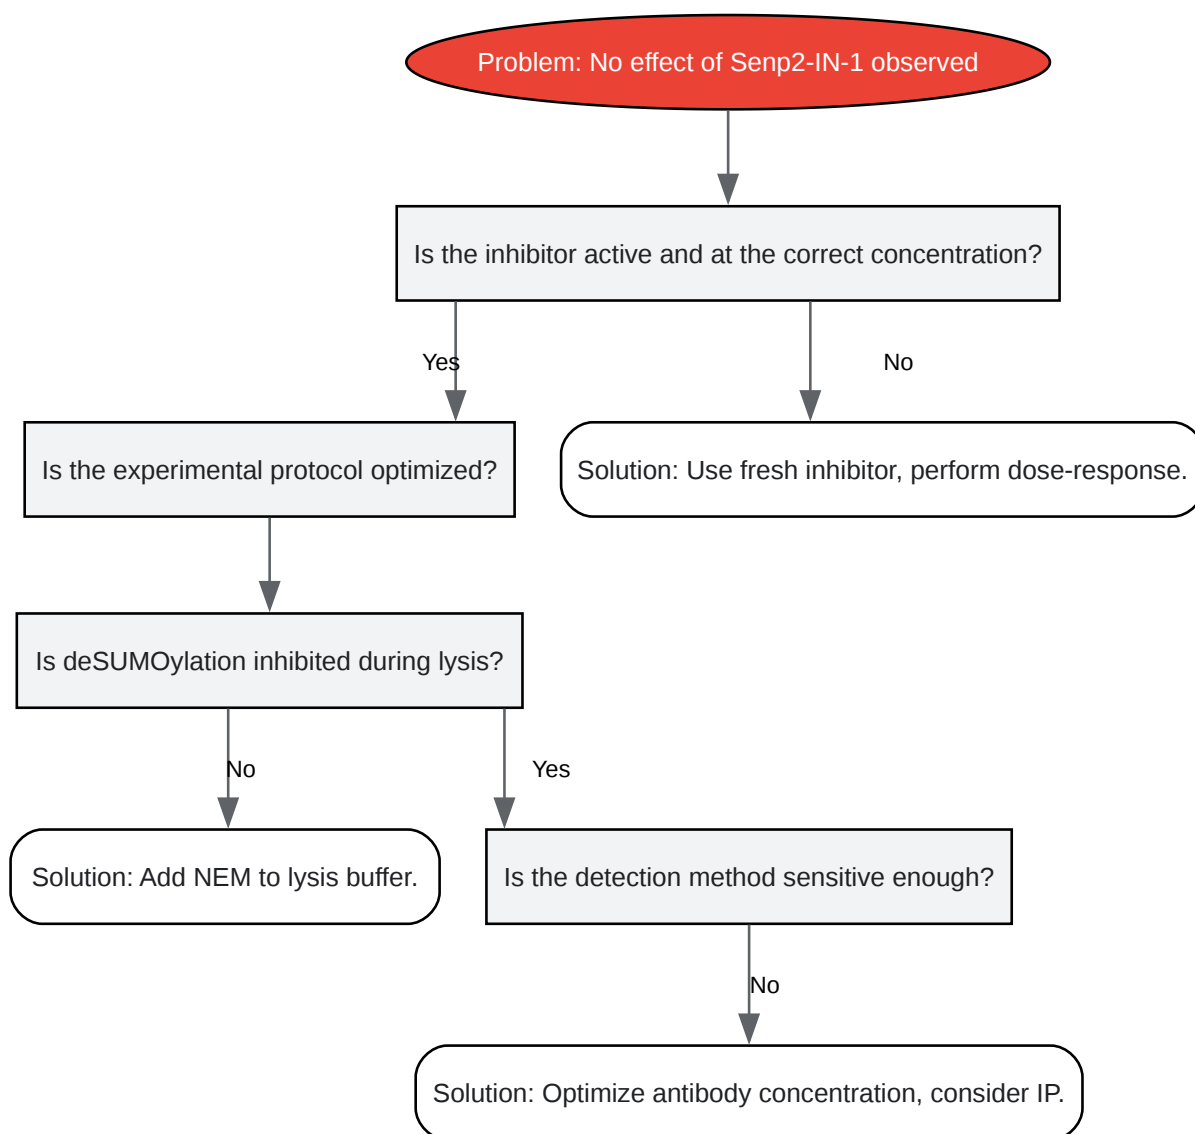 Problem: No effect of Senp2-IN-1 observed
Is the inhibitor active and at the correct concentration?
Yes
No
Is the experimental protocol optimized?
Solution: Use fresh inhibitor, perform dose-response.
Is deSUMOylation inhibited during lysis?
No
Yes
Solution: Add NEM to lysis buffer.
Is the detection method sensitive enough?
No
Solution: Optimize antibody concentration, consider IP.